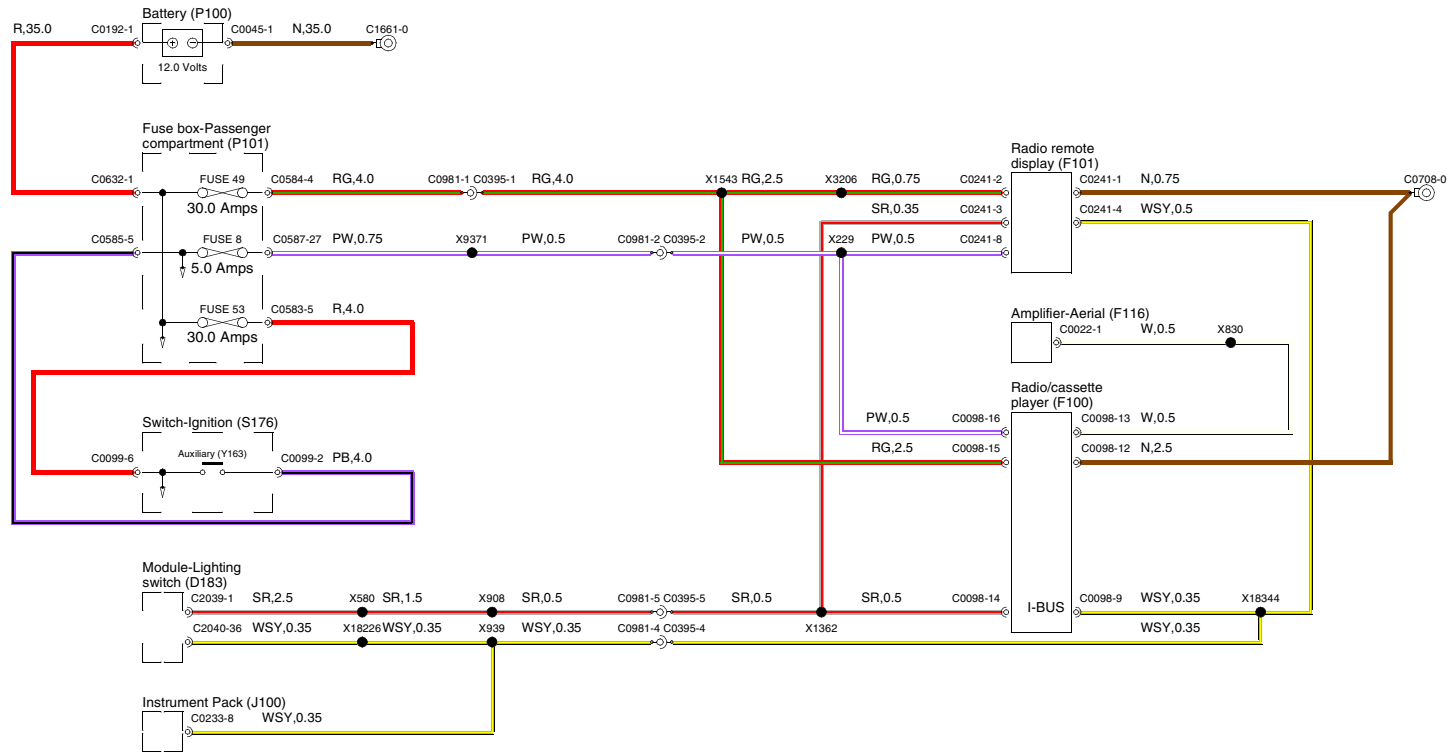 Battery (P100)
R,35.0 C0192-1 C0045-1 N,35.0 C1661-0
12.0 Volts
Fuse box-Passenger
compartment (P101)
Radio remote
display (F101)
C0632-1 FUSE 49 C0584-4 RG,4.0 C0981-1 C0395-1 RG,4.0 X1543 RG,2.5 X3206 RG,0.75 C0241-2 C0241-1 N,0.75 C0708-0
30.0 Amps
SR,0.35 C0241-3 C0241-4 WSY,0.5
C0585-5 FUSE 8 C0587-27 PW,0.75 X9371 PW,0.5 C0981-2 C0395-2 PW,0.5 X229 PW,0.5 C0241-8
5.0 Amps
FUSE 53 C0583-5 R,4.0
30.0 Amps
Amplifier-Aerial (F116)
C0022-1 W,0.5 X830
Radio/cassette
player (F100)
PW,0.5 C0098-16 C0098-13 W,0.5
Switch-Ignition (S176)
RG,2.5 C0098-15 C0098-12 N,2.5
C0099-6 Auxiliary (Y163) C0099-2 PB,4.0
Module-Lighting
switch (D183)
C2039-1 SR,2.5 X580 SR,1.5 X908 SR,0.5 C0981-5 C0395-5 SR,0.5 SR,0.5 C0098-14 I-BUS C0098-9 WSY,0.35 X18344
C2040-36 WSY,0.35 X18226 WSY,0.35 X939 WSY,0.35 C0981-4 C0395-4 X1362 WSY,0.35
Instrument Pack (J100)
C0233-8 WSY,0.35